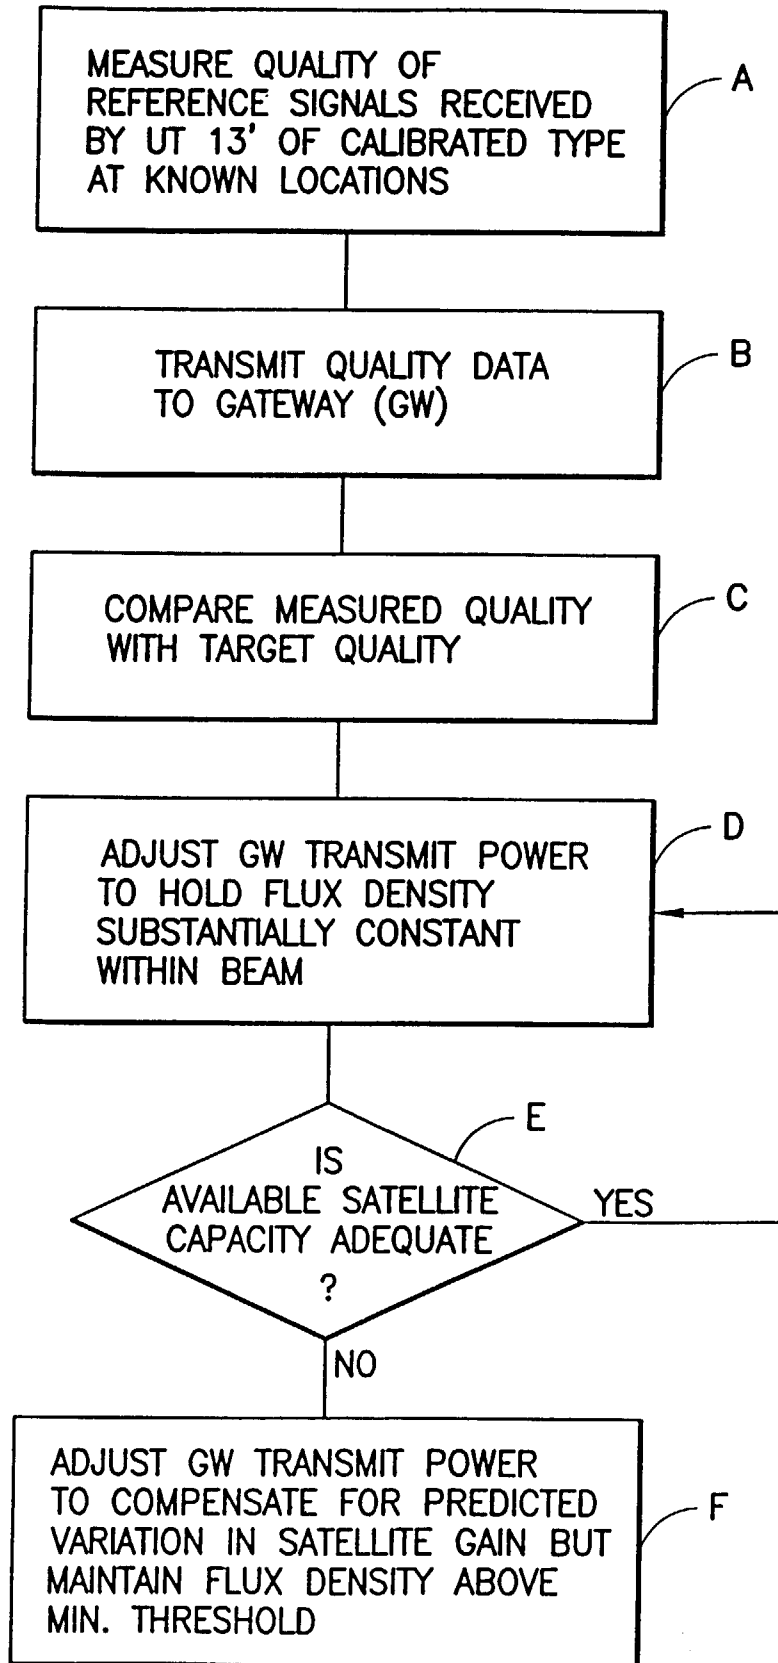 MEASURE QUALITY OF
REFERENCE SIGNALS RECEIVED
BY UT 13' OF CALIBRATED TYPE
AT KNOWN LOCATIONS
A
TRANSMIT QUALITY DATA
TO GATEWAY (GW)
B
COMPARE MEASURED QUALITY
WITH TARGET QUALITY
C
ADJUST GW TRANSMIT POWER
TO HOLD FLUX DENSITY
SUBSTANTIALLY CONSTANT
WITHIN BEAM
D
IS
AVAILABLE SATELLITE
CAPACITY ADEQUATE
?
E
YES
NO
ADJUST GW TRANSMIT POWER
TO COMPENSATE FOR PREDICTED
VARIATION IN SATELLITE GAIN BUT
MAINTAIN FLUX DENSITY ABOVE
MIN. THRESHOLD
F